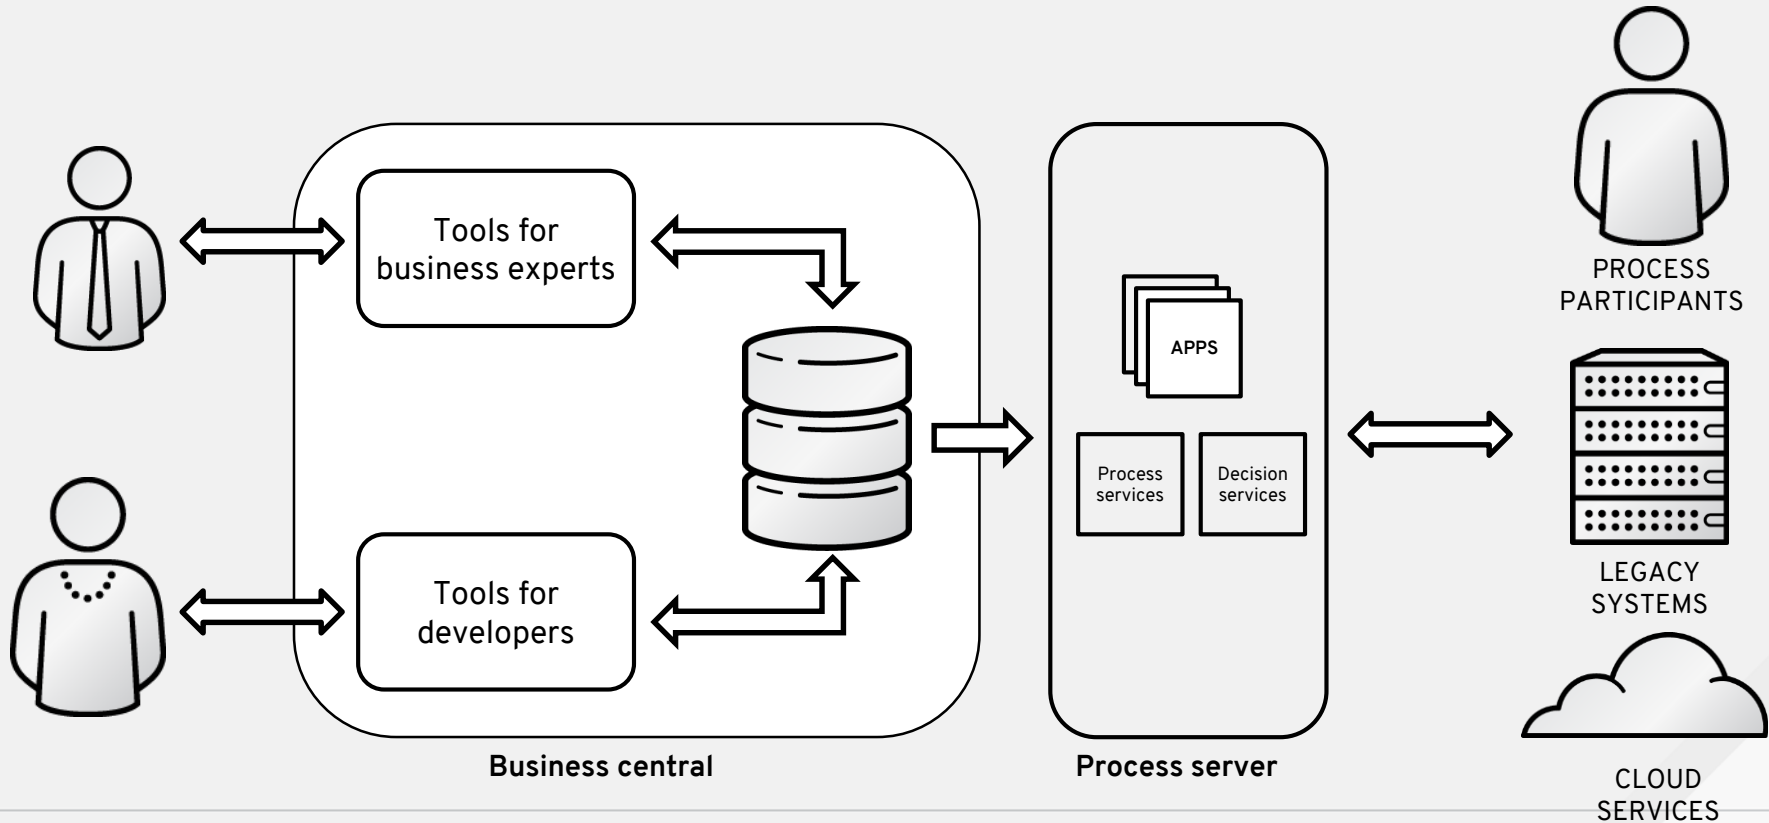 Tools for
business experts
Tools for
developers
Business central
APPS
Process
services
Decision
services
Process server
PROCESS
PARTICIPANTS
LEGACY
SYSTEMS
CLOUD
SERVICES